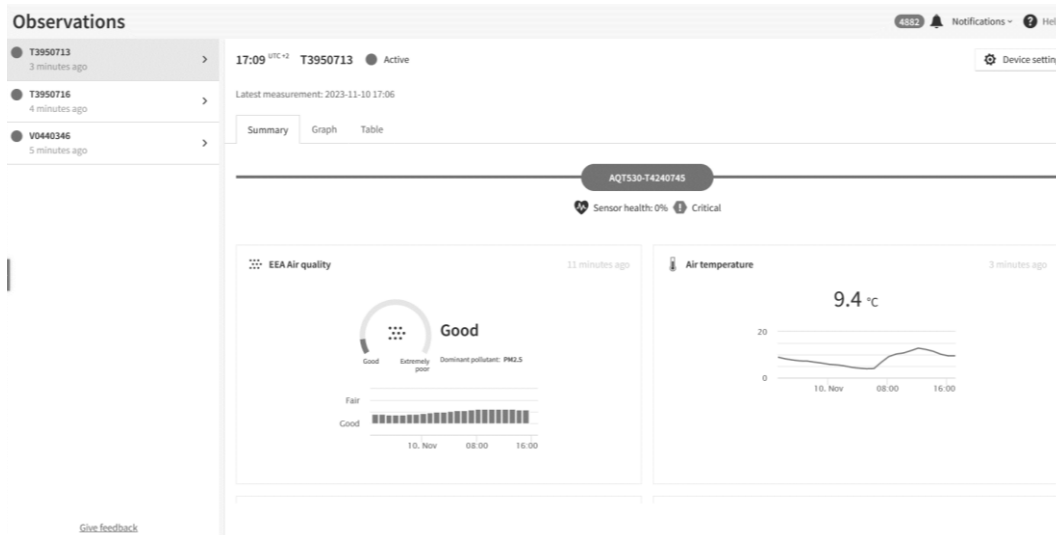 Observations
4882 Notifications Hel
T3950713
3 minutes ago
T3950716
4 minutes ago
V0440346
5 minutes ago
Give feedback
17:09 UTC+2 T3950713 Active
Device setting
Latest measurement: 2023-11-10 17:06
Summary Graph Table
AQT530-T4240745
Sensor health: 0% Critical
EEA Air quality 11 minutes ago
Good
Good Extremely
poor
Dominant pollutant: PM2.5
Fair
Good
10. Nov 08:00 16:00
Air temperature 3 minutes ago
9.4 °C
20
0
10. Nov 08:00 16:00